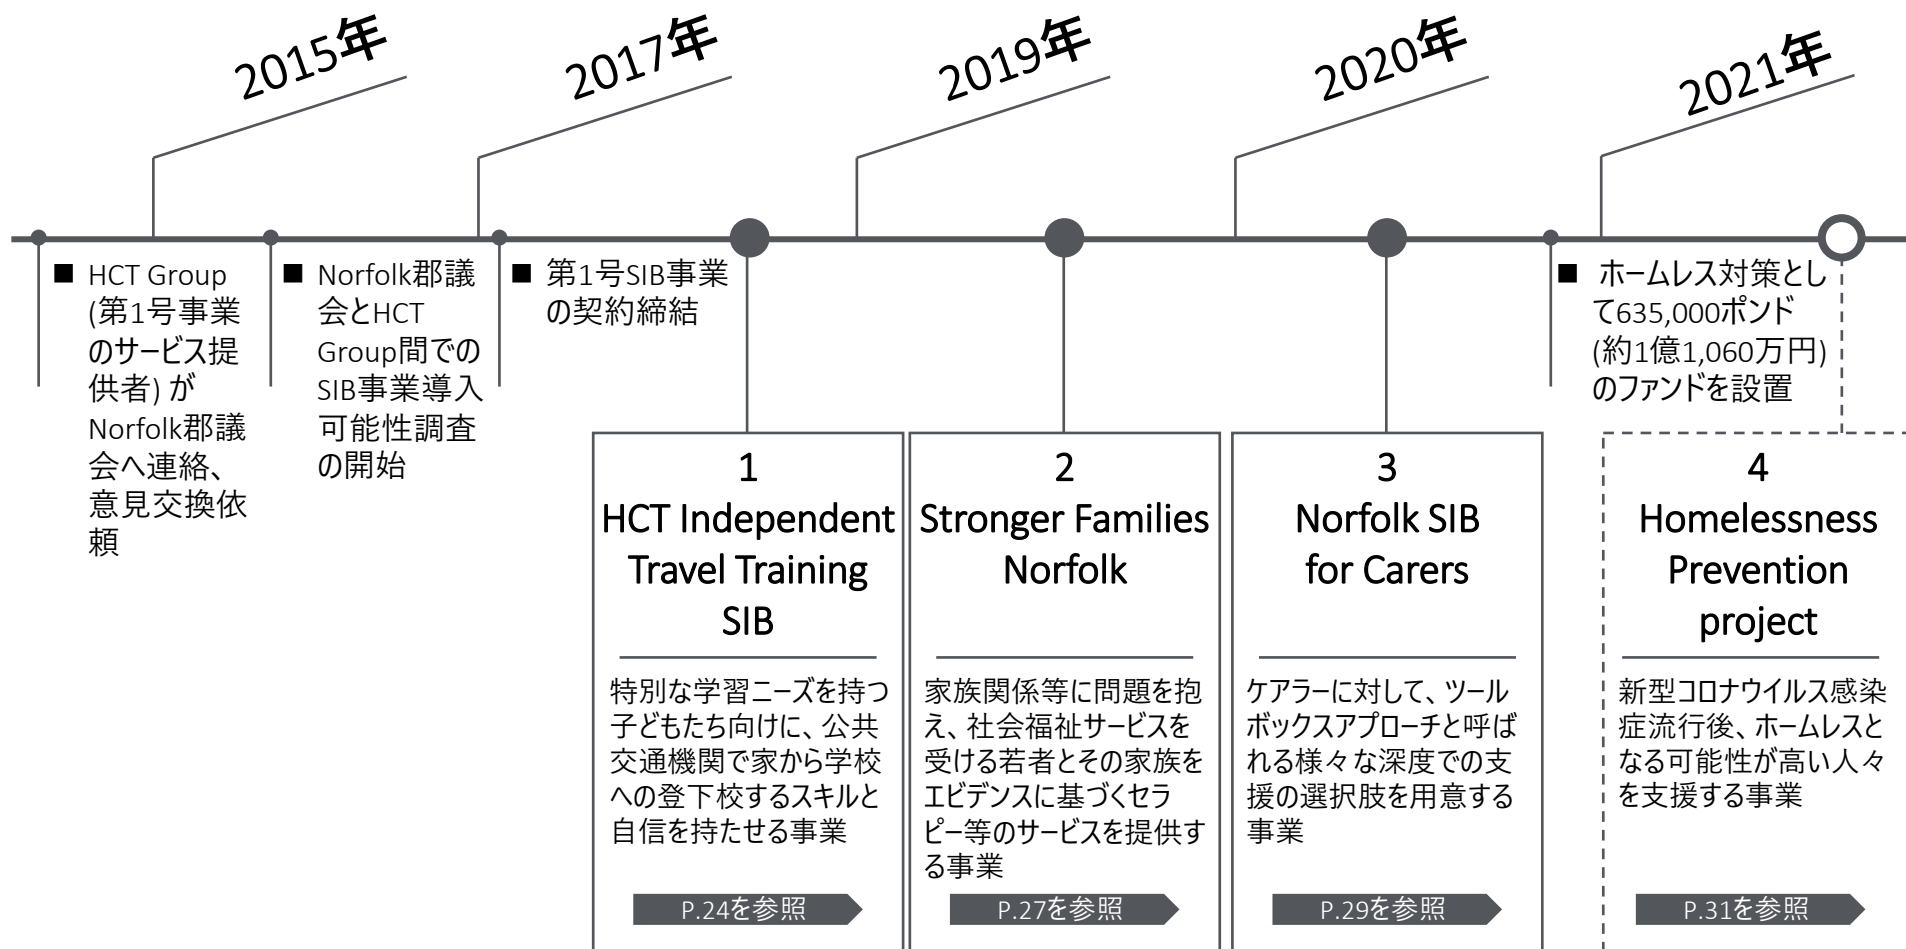 2015年
2017年
2019年
2020年
2021年
■ HCT Group
(第1号事業
のサービス提
供者) が
Norfolk郡議
会へ連絡、
意見交換依
頼
■ Norfolk郡議
会とHCT
Group間での
SIB事業導入
可能性調査
の開始
■ 第1号SIB事業
の契約締結
■ ホームレス対策とし
て635,000ポンド
(約1億1,060万円)
のファンドを設置
1
HCT Independent
Travel Training
SIB
特別な学習ニーズを持つ
子どもたち向けに、公共
交通機関で家から学校
への登下校するスキルと
自信を持たせる事業
P.24を参照
2
Stronger Families
Norfolk
家族関係等に問題を抱
え、社会福祉サービスを
受ける若者とその家族を
エビデンスに基づくセラ
ピー等のサービスを提供す
る事業
P.27を参照
3
Norfolk SIB
for Carers
ケアラーに対して、ツール
ボックスアプローチと呼ば
れる様々な深度での支
援の選択肢を用意する
事業
P.29を参照
4
Homelessness
Prevention
project
新型コロナウイルス感染
症流行後、ホームレスと
なる可能性が高い人々
を支援する事業
P.31を参照